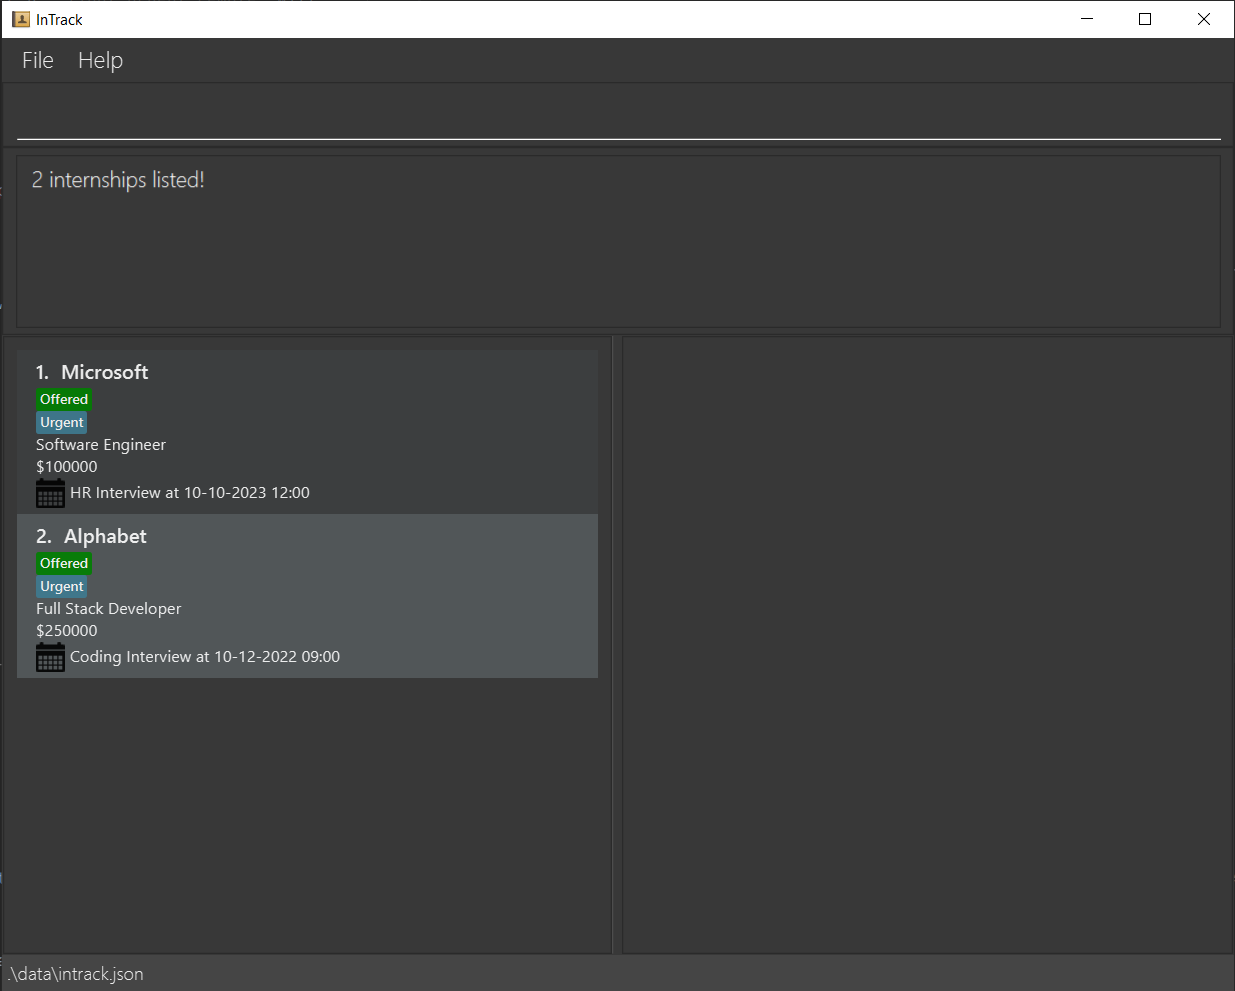 InTrack
File Help
2 internships listed!
1. Microsoft
Offered
Urgent
Software Engineer
$100000
HR Interview at 10-10-2023 12:00
2. Alphabet
Offered
Urgent
Full Stack Developer
$250000
Coding Interview at 10-12-2022 09:00
.\data\intrack.json